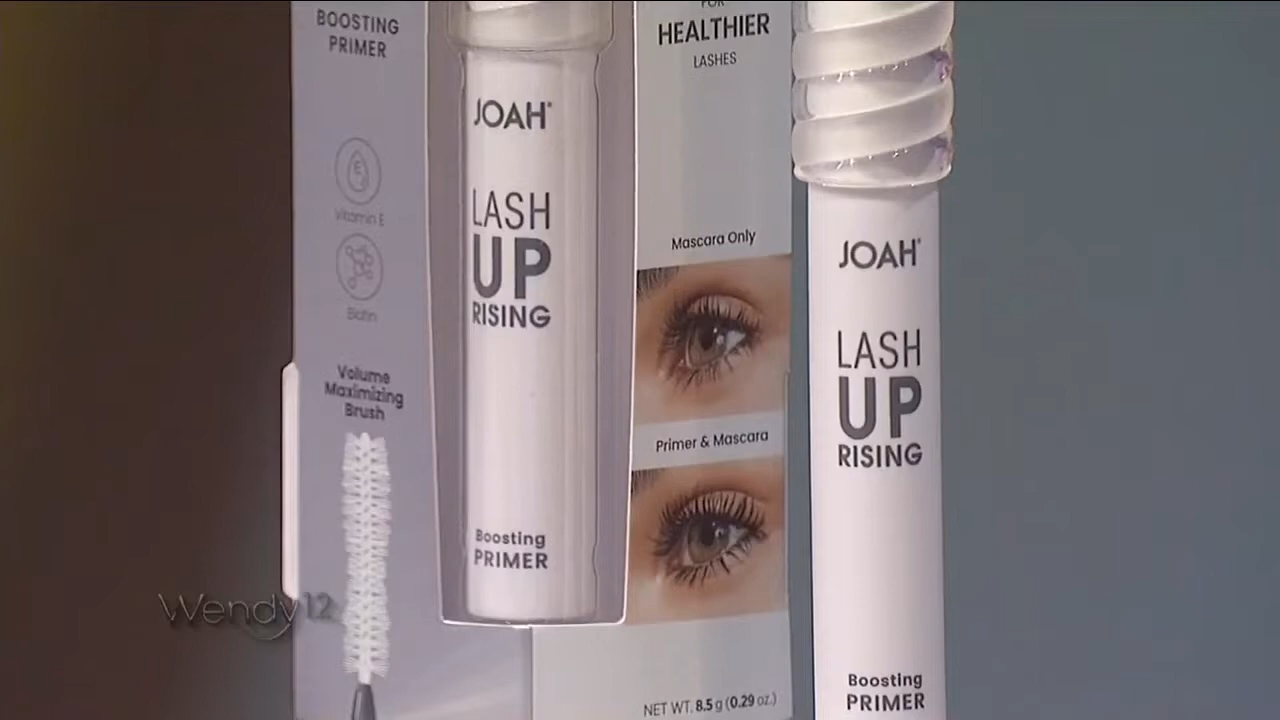 BOOSTING
PRIMER
Vitamin E
Biotin
Volume
Maximizing
Brush
JOAH®
LASH
UP
RISING
Boosting
PRIMER
FOR
HEALTHIER
LASHES
Mascara Only
Primer & Mascara
NET WT. 8.5 g (0.29 oz.)
JOAH®
LASH
UP
RISING
Boosting
PRIMER
Wendy12